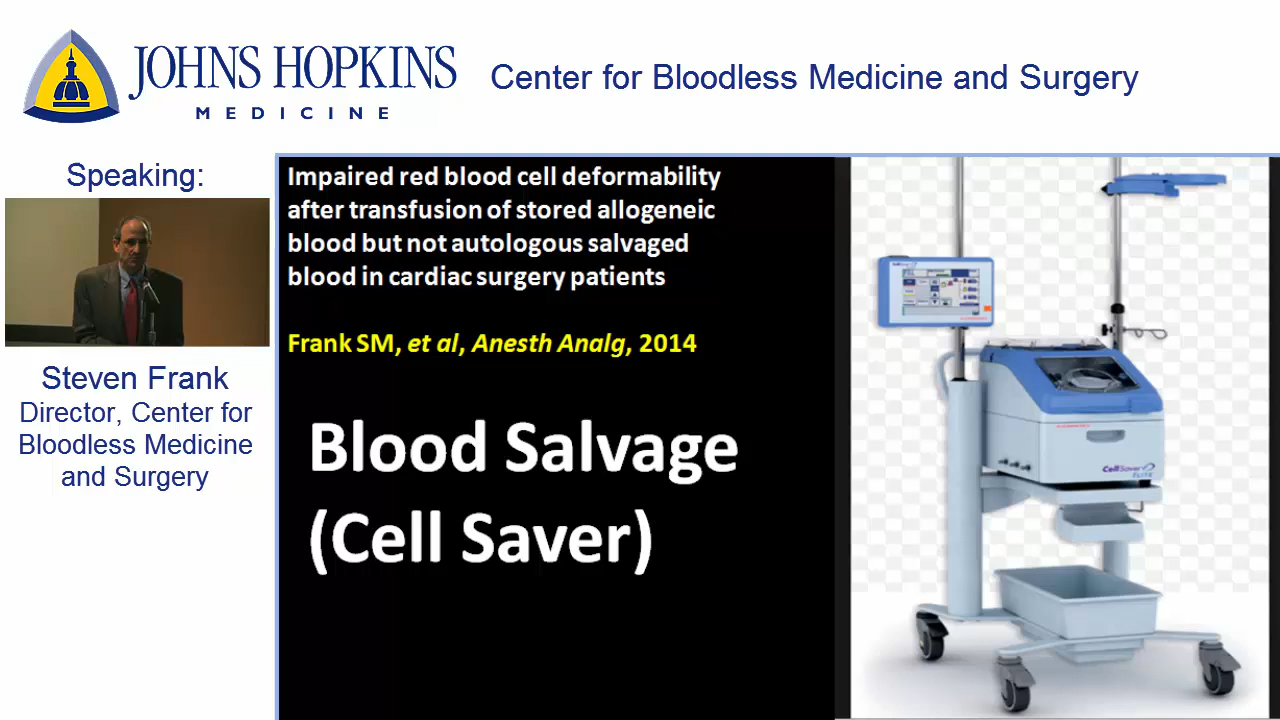 JOHNS HOPKINS
MEDICINE
Center for Bloodless Medicine and Surgery
Speaking:
Steven Frank
Director, Center for
Bloodless Medicine
and Surgery
Impaired red blood cell deformability
after transfusion of stored allogeneic
blood but not autologous salvaged
blood in cardiac surgery patients
Frank SM, et al, Anesth Analg, 2014
Blood Salvage
(Cell Saver)
Cell Saver
Elite